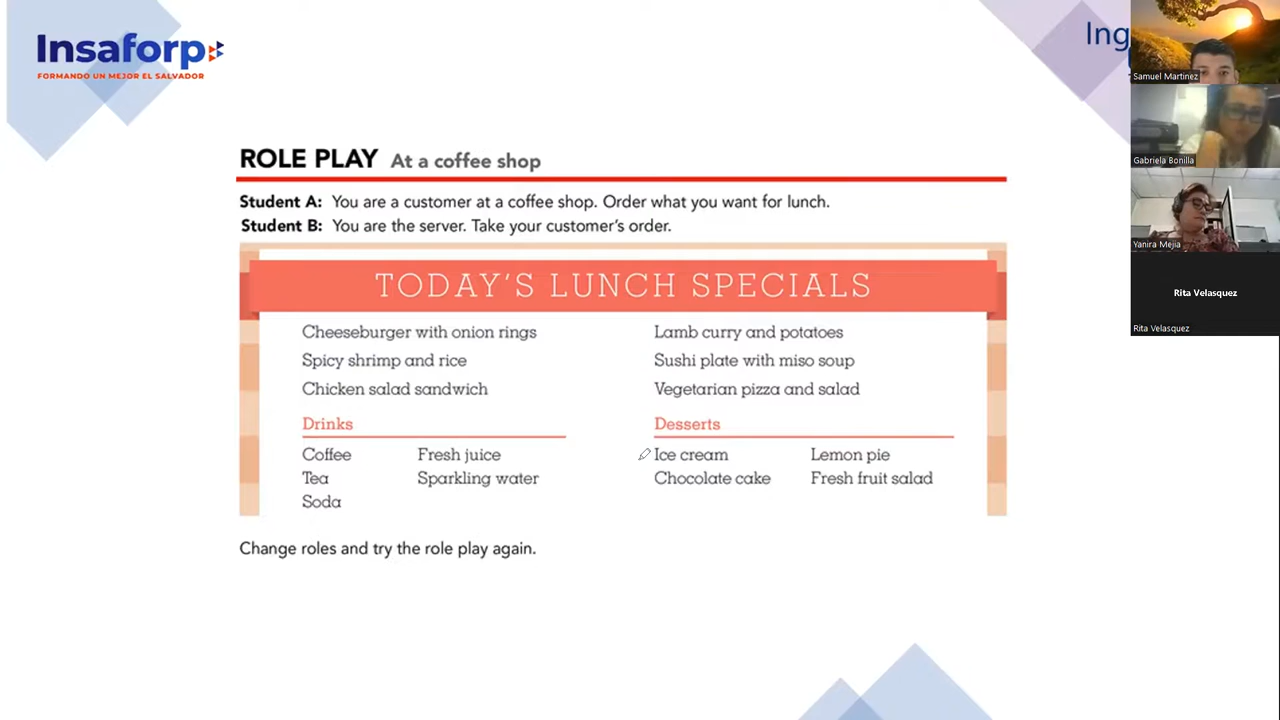 Insaforp
FORMANDO UN MEJOR EL SALVADOR
Ing
ROLE PLAY At a coffee shop
Student A: You are a customer at a coffee shop. Order what you want for lunch.
Student B: You are the server. Take your customer's order.
TODAY'S LUNCH SPECIALS
Cheeseburger with onion rings
Spicy shrimp and rice
Chicken salad sandwich
Lamb curry and potatoes
Sushi plate with miso soup
Vegetarian pizza and salad
Drinks
Coffee Fresh juice
Tea Sparkling water
Soda
Desserts
Ice cream Lemon pie
Chocolate cake Fresh fruit salad
Change roles and try the role play again.
Samuel Martinez
Gabriela Bonilla
Yanira Mejia
Rita Velasquez
Rita Velasquez